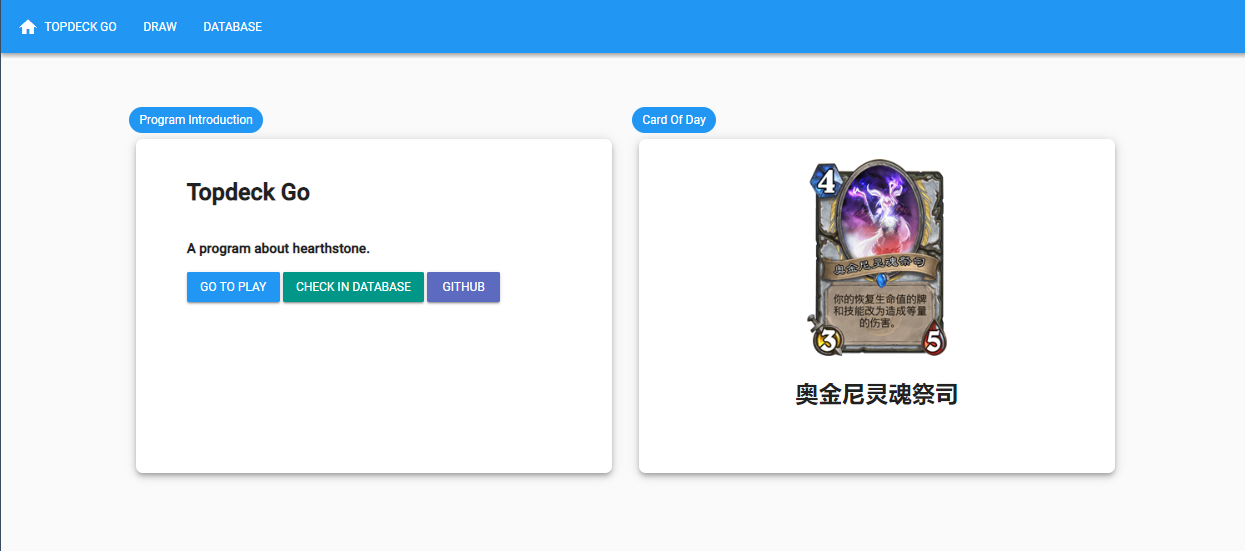 TOPDECK GO DRAW DATABASE
Program Introduction
Topdeck Go
A program about hearthstone.
GO TO PLAY CHECK IN DATABASE GITHUB
Card Of Day
4
奥金尼灵魂祭司
你的恢复生命值的牌
和技能改为造成等量
的伤害。
3 5
奥金尼灵魂祭司